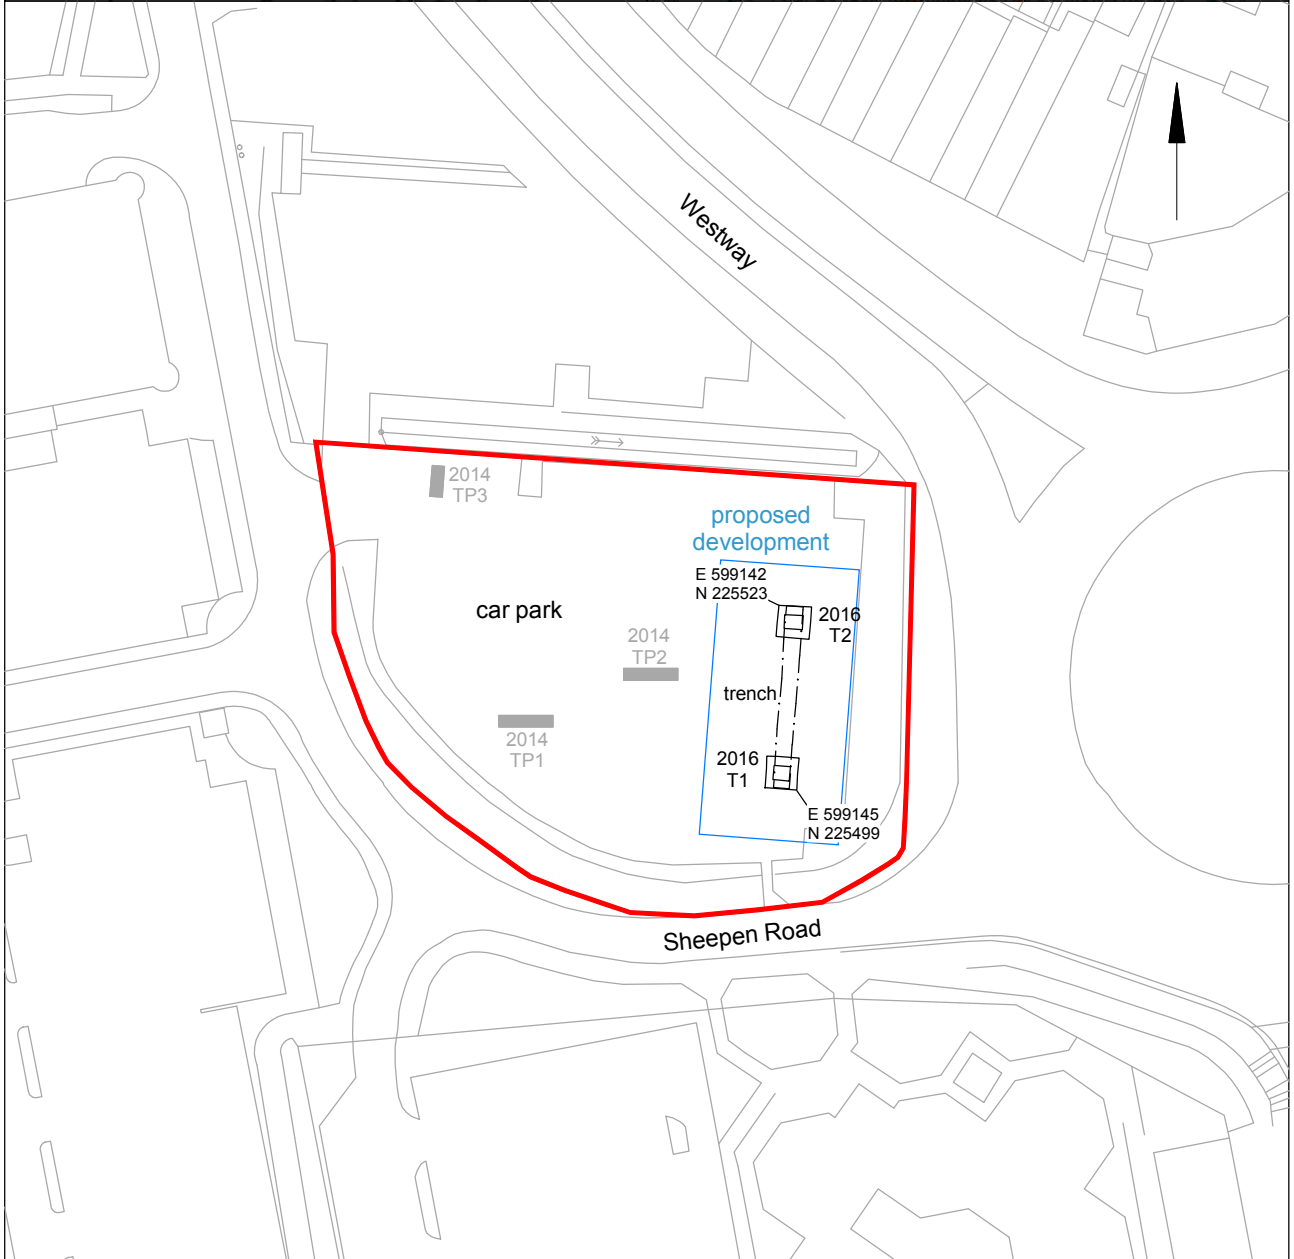 Westway
2014
TP3
proposed
development
E 599142
N 225523
car park
2016
T2
2014
TP2
trench
2014
TP1
2016
T1
E 599145
N 225499
Sheepen Road